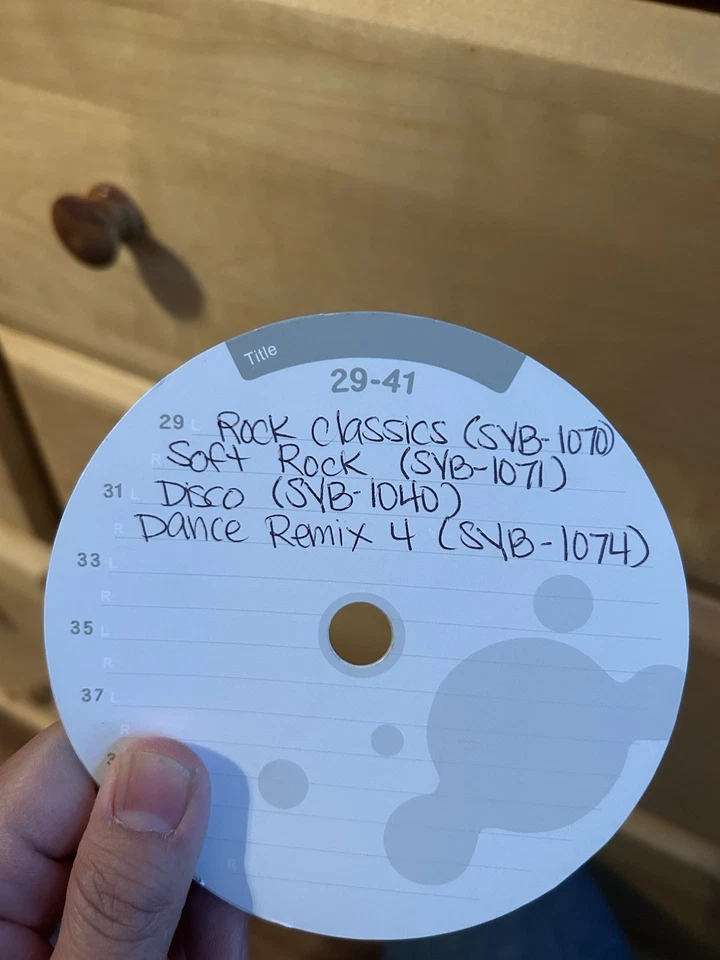 Title
29-41
29 L Rock Classics (SYB-1070)
R Soft Rock (SYB-1071)
31 L Disco (SYB-1040)
R Dance Remix 4 (SYB-1074)
33 L
R
35 L
R
37 L
R
R